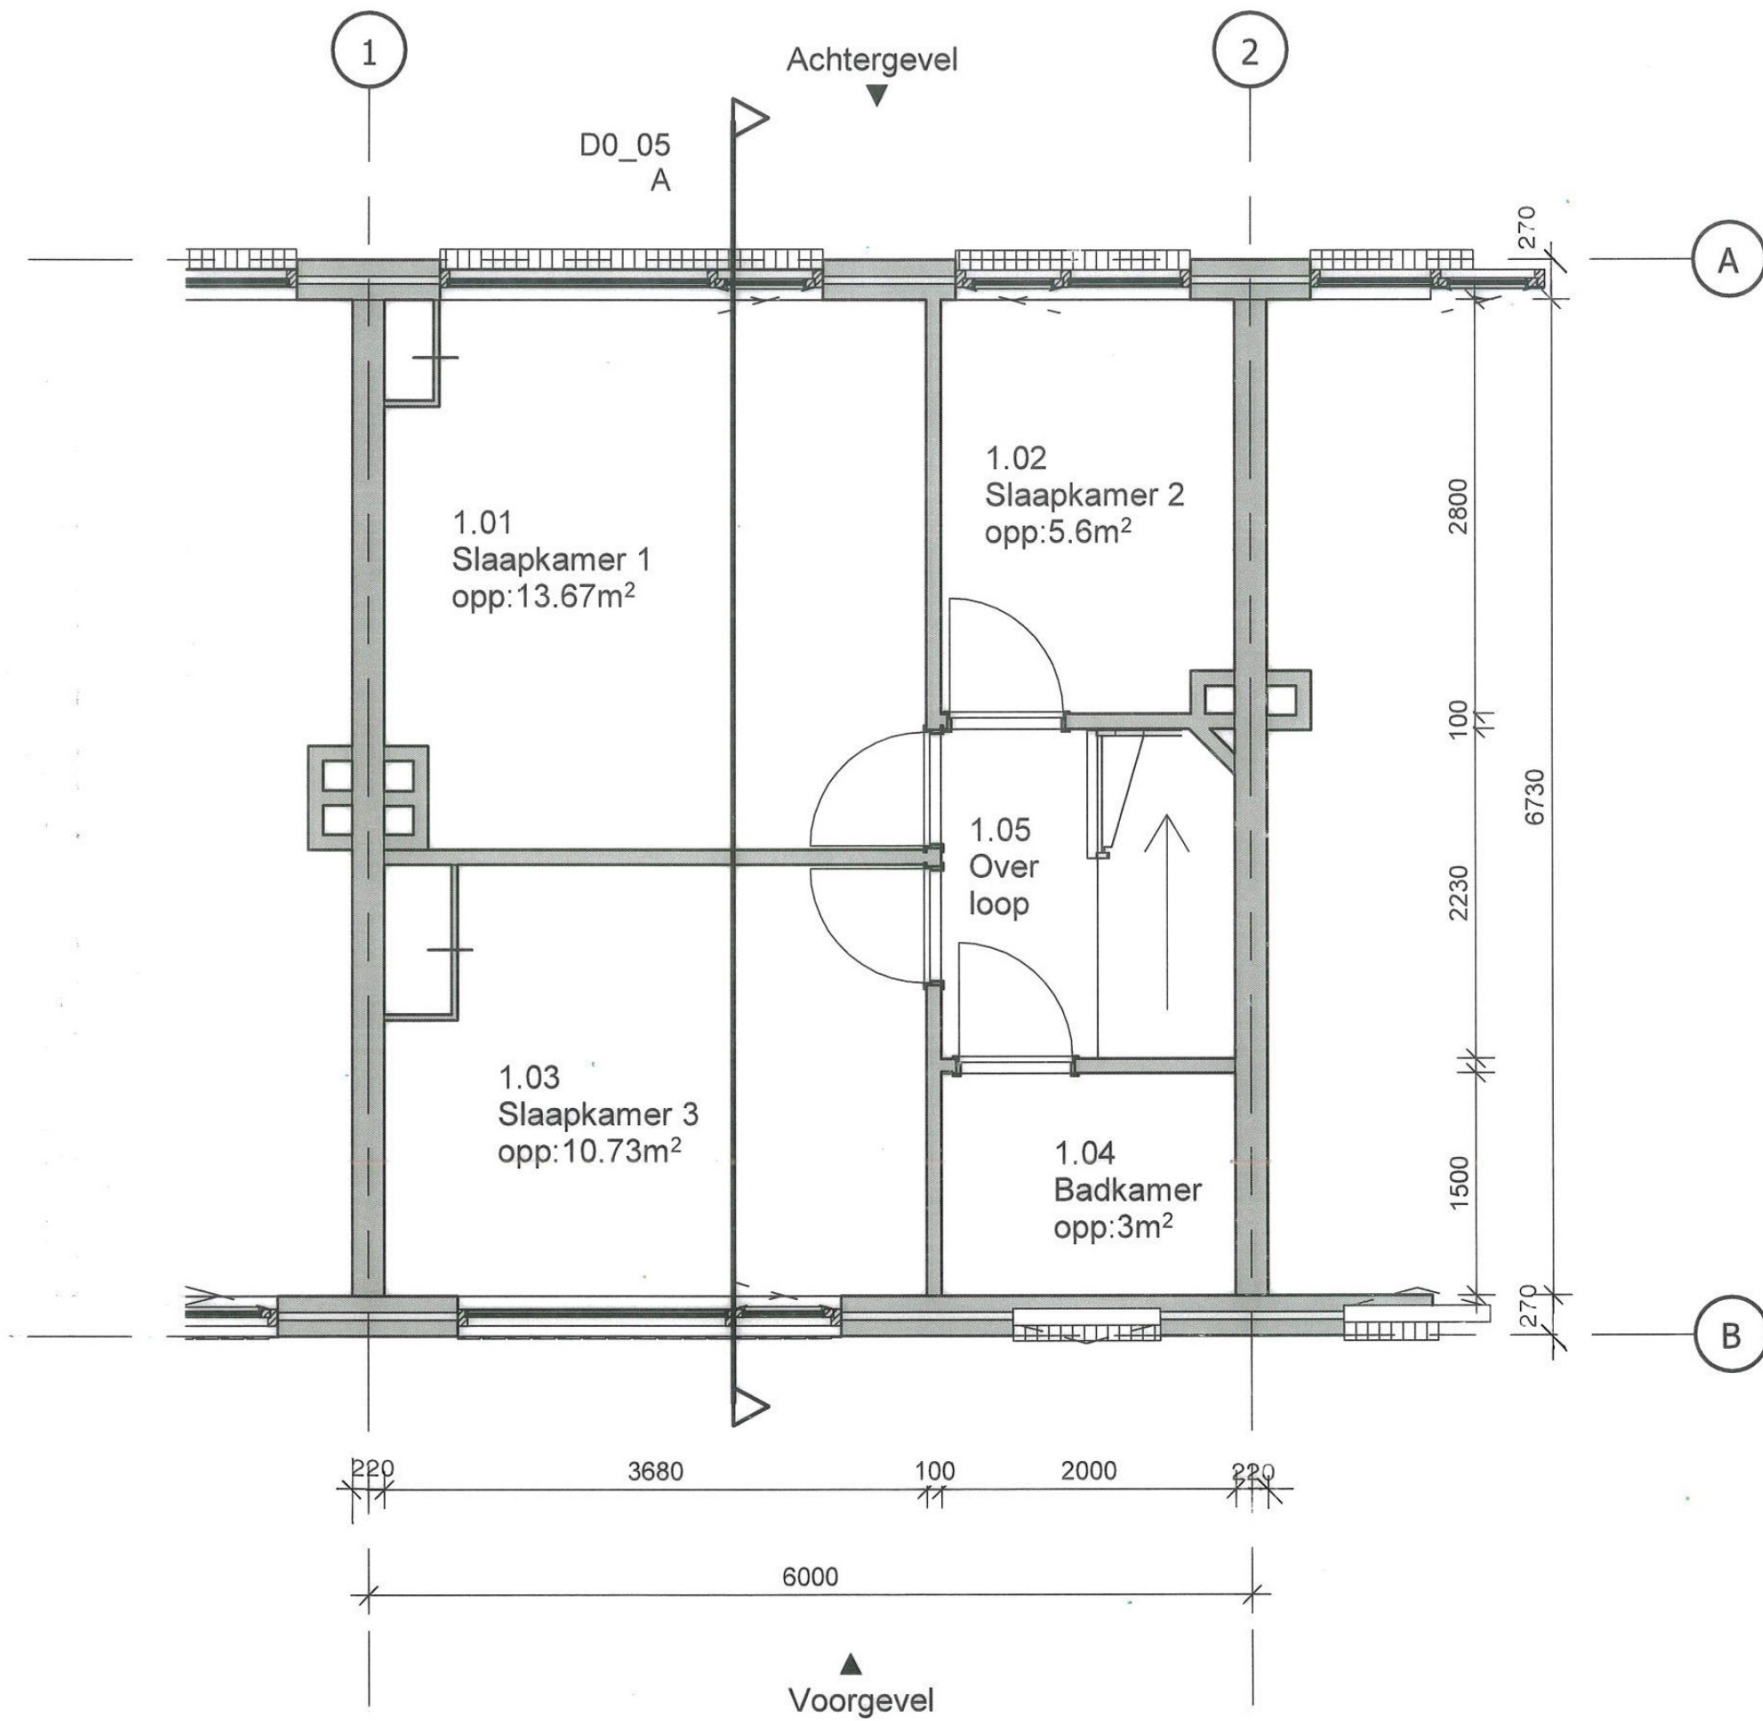 1
Achtergevel
2
D0_05
A
270
A
1.02
Slaapkamer 2
opp:5.6m²
2800
1.01
Slaapkamer 1
opp:13.67m²
100
6730
1.05
Over
loop
2230
1.03
Slaapkamer 3
opp:10.73m²
1.04
Badkamer
opp:3m²
1500
270
B
220
3680
100
2000
220
6000
Voorgevel